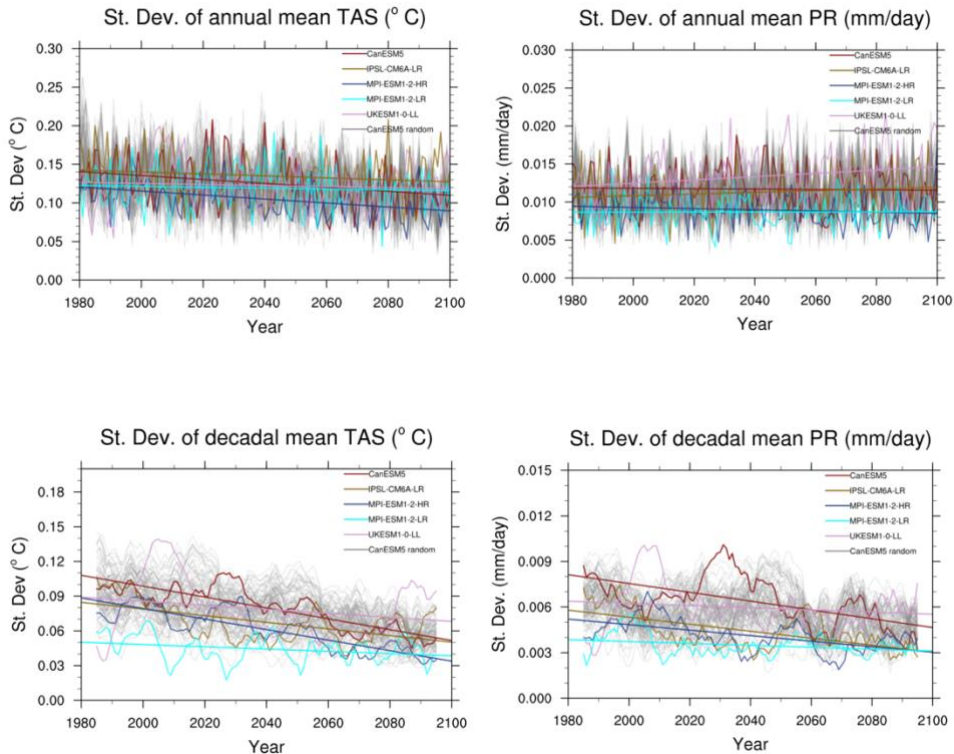 St. Dev. of annual mean TAS (° C)
0.30
0.25
0.20
0.15
0.10
0.05
0.00
St. Dev (° C)
CanESM5
IPSL-CM6A-LR
MPI-ESM1-2-HR
MPI-ESM1-2-LR
UKESM1-0-LL
CanESM5 random
1980 2000 2020 2040 2060 2080 2100
Year
St. Dev of annual mean PR (mm/day)
0.030
0.025
0.020
0.015
0.010
0.005
0.000
St. Dev. (mm/day)
CanESM5
IPSL-CM6A-LR
MPI-ESM1-2-HR
MPI-ESM1-2-LR
UKESM1-0-LL
CanESM5 random
1980 2000 2020 2040 2060 2080 2100
Year
St. Dev. of decadal mean TAS (° C)
0.18
0.15
0.12
0.09
0.06
0.03
0.00
St. Dev (° C)
CanESM5
IPSL-CM6A-LR
MPI-ESM1-2-HR
MPI-ESM1-2-LR
UKESM1-0-LL
CanESM5 random
1980 2000 2020 2040 2060 2080 2100
Year
St. Dev. of decadal mean PR (mm/day)
0.015
0.012
0.009
0.006
0.003
0.000
St. Dev. (mm/day)
CanESM5
IPSL-CM6A-LR
MPI-ESM1-2-HR
MPI-ESM1-2-LR
UKESM1-0-LL
CanESM5 random
1980 2000 2020 2040 2060 2080 2100
Year